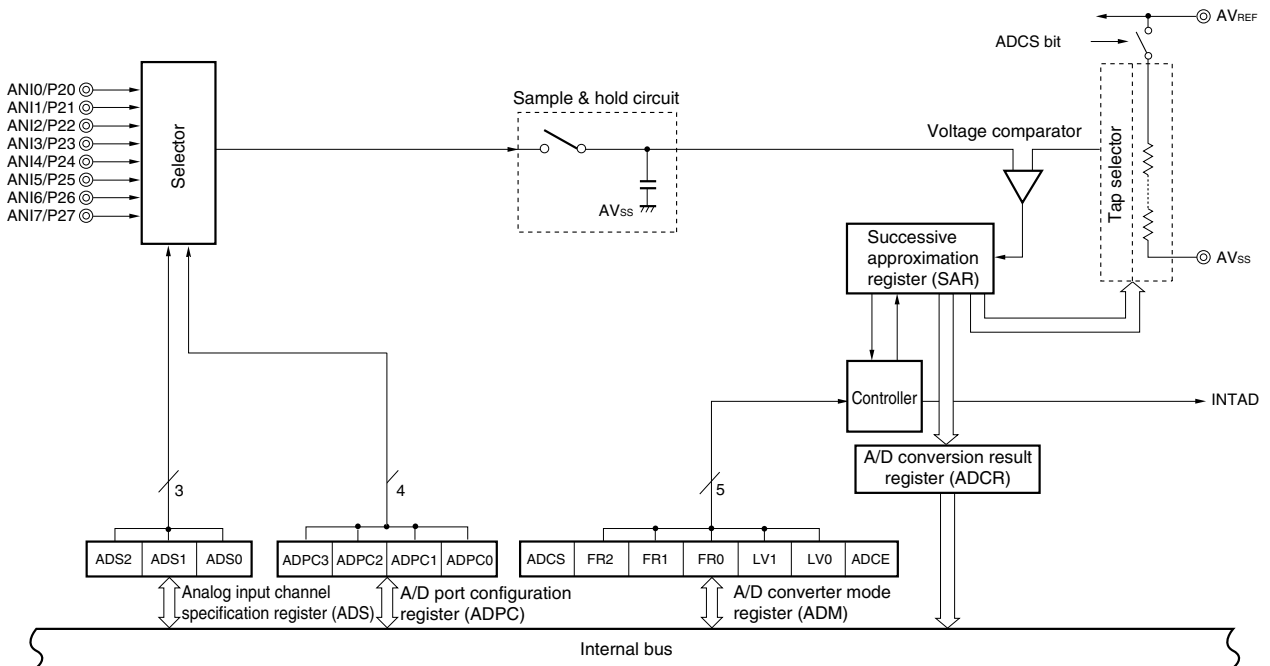 AVREF
ADCS bit
ANI0/P20
ANI1/P21
ANI2/P22
ANI3/P23
ANI4/P24
ANI5/P25
ANI6/P26
ANI7/P27
Selector
Sample & hold circuit
AVSS
Voltage comparator
Tap selector
AVSS
Successive
approximation
register (SAR)
Controller
INTAD
A/D conversion result
register (ADCR)
3
4
5
ADS2 ADS1 ADS0
ADPC3 ADPC2 ADPC1 ADPC0
ADCS FR2 FR1 FR0 LV1 LV0 ADCE
Analog input channel
specification register (ADS)
A/D port configuration
register (ADPC)
A/D converter mode
register (ADM)
Internal bus